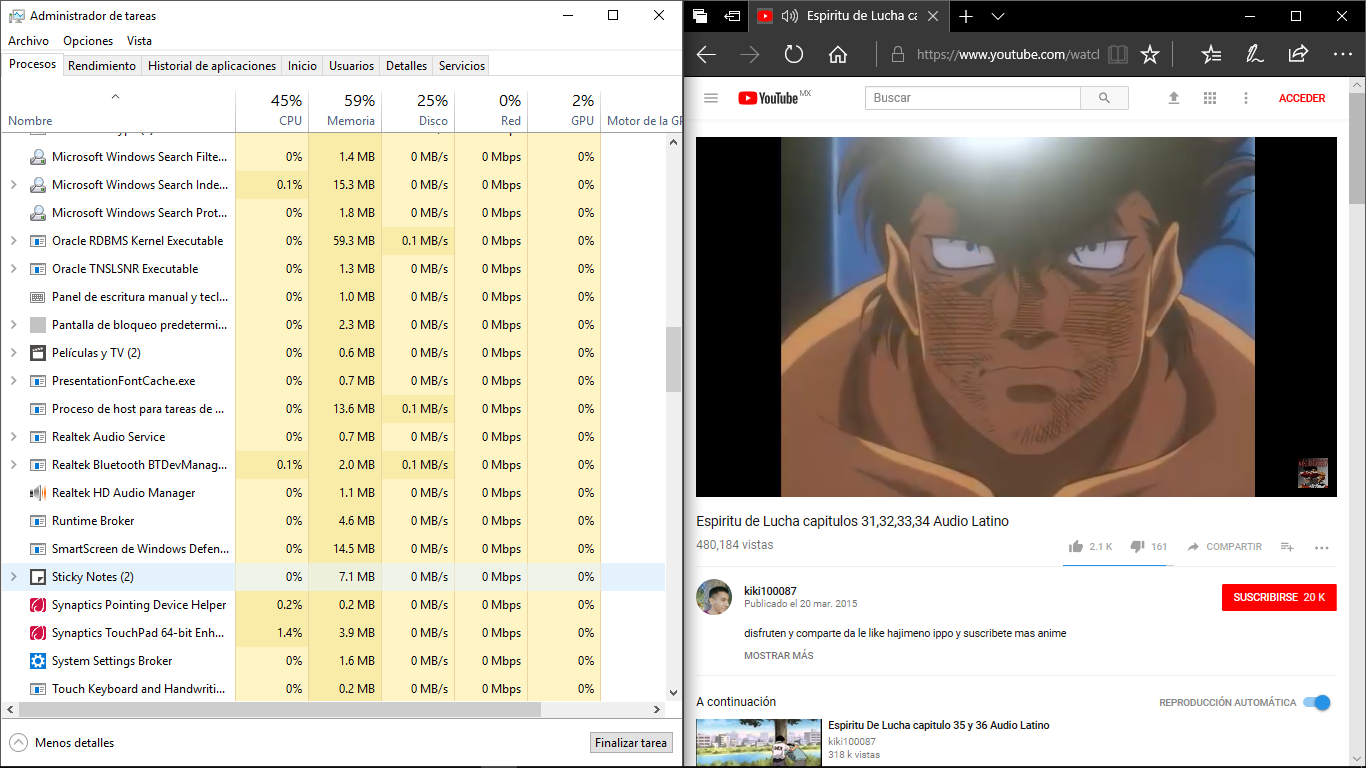 Administrador de tareas
Archivo Opciones Vista
Procesos Rendimiento Historial de aplicaciones Inicio Usuarios Detalles Servicios
45% 59% 25% 0% 2%
Nombre CPU Memoria Disco Red GPU Motor de la GP
Microsoft Windows Search Filte... 0% 1.4 MB 0 MB/s 0 Mbps 0%
Microsoft Windows Search Inde... 0.1% 15.3 MB 0 MB/s 0 Mbps 0%
Microsoft Windows Search Prot... 0% 1.8 MB 0 MB/s 0 Mbps 0%
Oracle RDBMS Kernel Executable 0% 59.3 MB 0.1 MB/s 0 Mbps 0%
Oracle TNSLSNR Executable 0% 1.3 MB 0 MB/s 0 Mbps 0%
Panel de escritura manual y tecl... 0% 1.0 MB 0 MB/s 0 Mbps 0%
Pantalla de bloqueo predetermi... 0% 2.3 MB 0 MB/s 0 Mbps 0%
Películas y TV (2) 0% 0.6 MB 0 MB/s 0 Mbps 0%
PresentationFontCache.exe 0% 0.7 MB 0 MB/s 0 Mbps 0%
Proceso de host para tareas de ... 0% 13.6 MB 0.1 MB/s 0 Mbps 0%
Realtek Audio Service 0% 0.7 MB 0 MB/s 0 Mbps 0%
Realtek Bluetooth BTDevManag... 0.1% 2.0 MB 0.1 MB/s 0 Mbps 0%
Realtek HD Audio Manager 0% 1.1 MB 0 MB/s 0 Mbps 0%
Runtime Broker 0% 4.6 MB 0 MB/s 0 Mbps 0%
SmartScreen de Windows Defen... 0% 14.5 MB 0 MB/s 0 Mbps 0%
Sticky Notes (2) 0% 7.1 MB 0 MB/s 0 Mbps 0%
Synaptics Pointing Device Helper 0.2% 0.2 MB 0 MB/s 0 Mbps 0%
Synaptics TouchPad 64-bit Enh... 1.4% 3.9 MB 0 MB/s 0 Mbps 0%
System Settings Broker 0% 1.6 MB 0 MB/s 0 Mbps 0%
Touch Keyboard and Handwriti... 0% 0.2 MB 0 MB/s 0 Mbps 0%
Menos detalles Finalizar tarea
Espiritu de Lucha ca
https://www.youtube.com/watcl
YouTube MX Buscar ACCEDER
Espiritu de Lucha capitulos 31,32,33,34 Audio Latino
480,184 vistas
2.1 K 161 COMPARTIR
kiki100087
Publicado el 20 mar. 2015
SUSCRIBIRSE 20 K
disfruten y comparte da le like hajimeno ippo y suscribete mas anime
MOSTRAR MÁS
A continuación REPRODUCCIÓN AUTOMÁTICA
Espiritu De Lucha capitulo 35 y 36 Audio Latino
kiki100087
318 k vistas